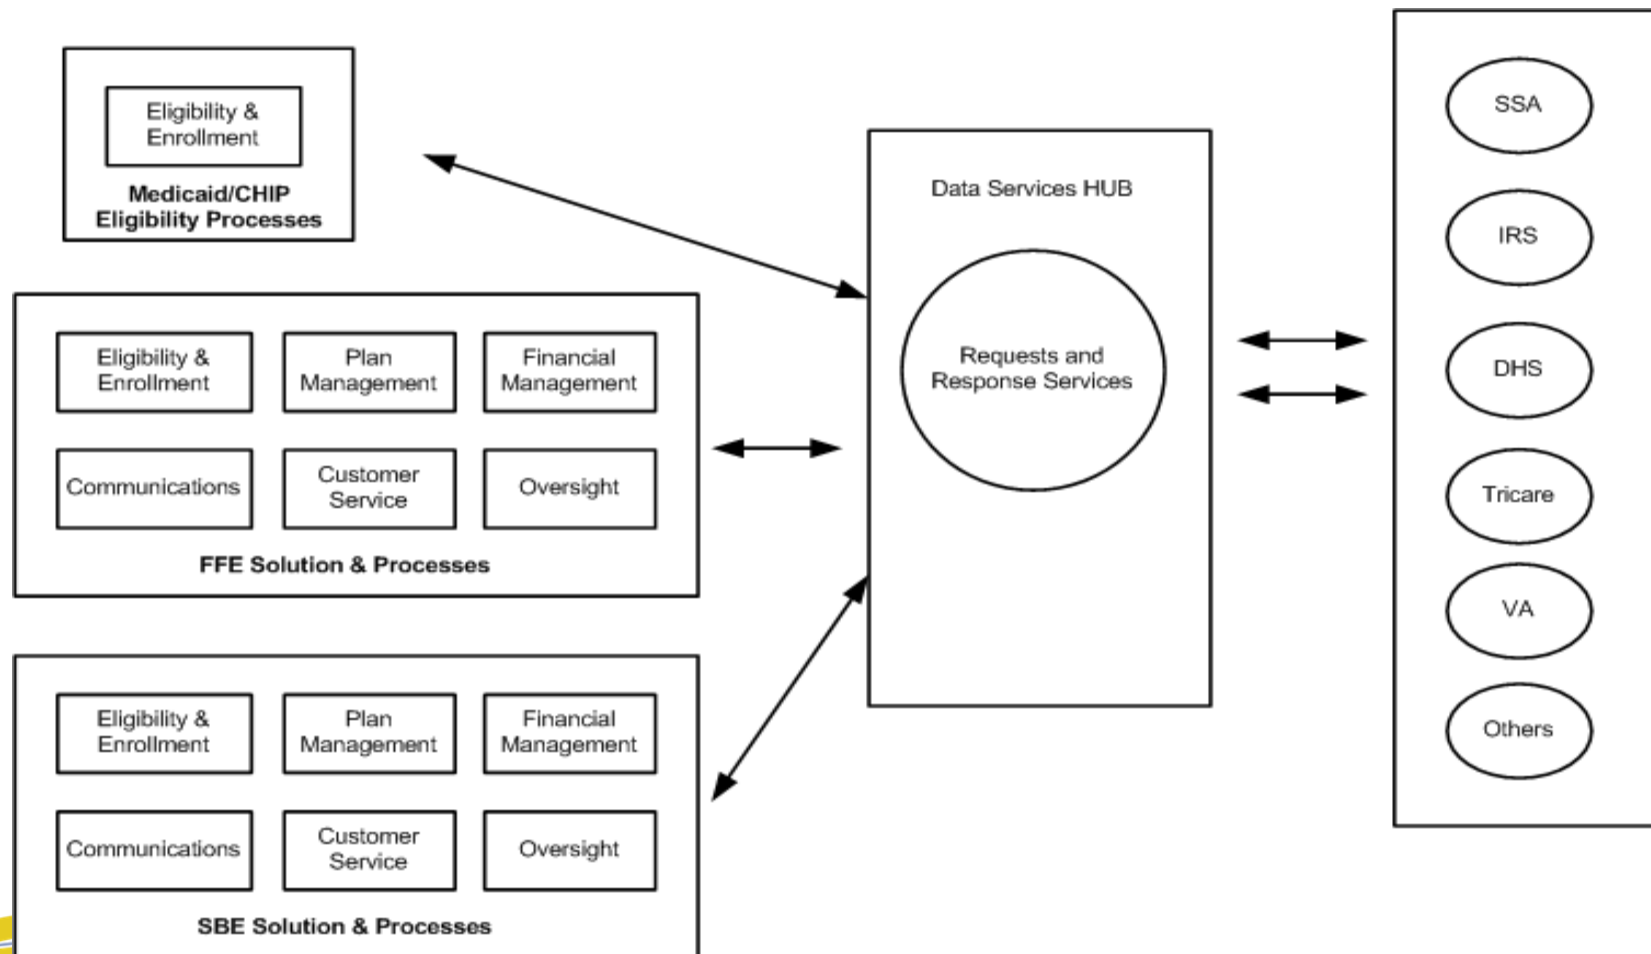 Eligibility &
Enrollment
Medicaid/CHIP
Eligibility Processes
Eligibility &
Enrollment
Plan
Management
Financial
Management
Communications
Customer
Service
Oversight
FFE Solution & Processes
Eligibility &
Enrollment
Plan
Management
Financial
Management
Communications
Customer
Service
Oversight
SBE Solution & Processes
Data Services HUB
Requests and
Response Services
SSA
IRS
DHS
Tricare
VA
Others